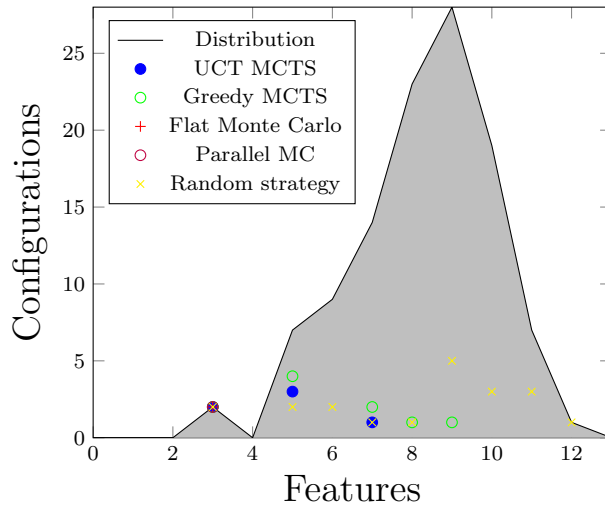 25
20
15
10
5
0
Configurations
Distribution
UCT MCTS
Greedy MCTS
Flat Monte Carlo
Parallel MC
Random strategy
0 2 4 6 8 10 12
Features